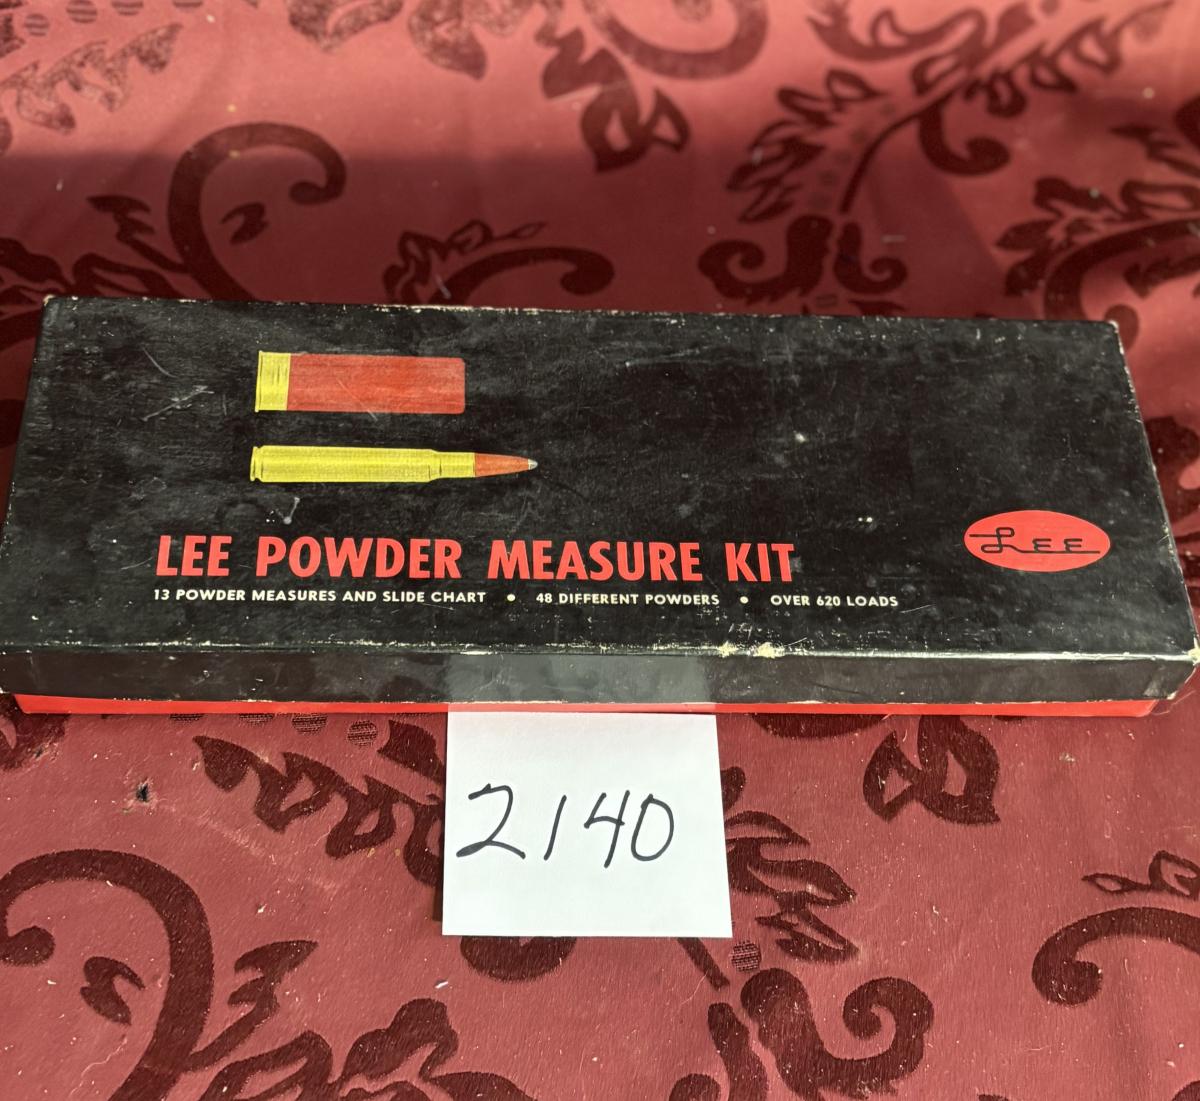 LEE POWDER MEASURE KIT
13 POWDER MEASURES AND SLIDE CHART • 48 DIFFERENT POWDERS • OVER 620 LOADS
LEE
2140